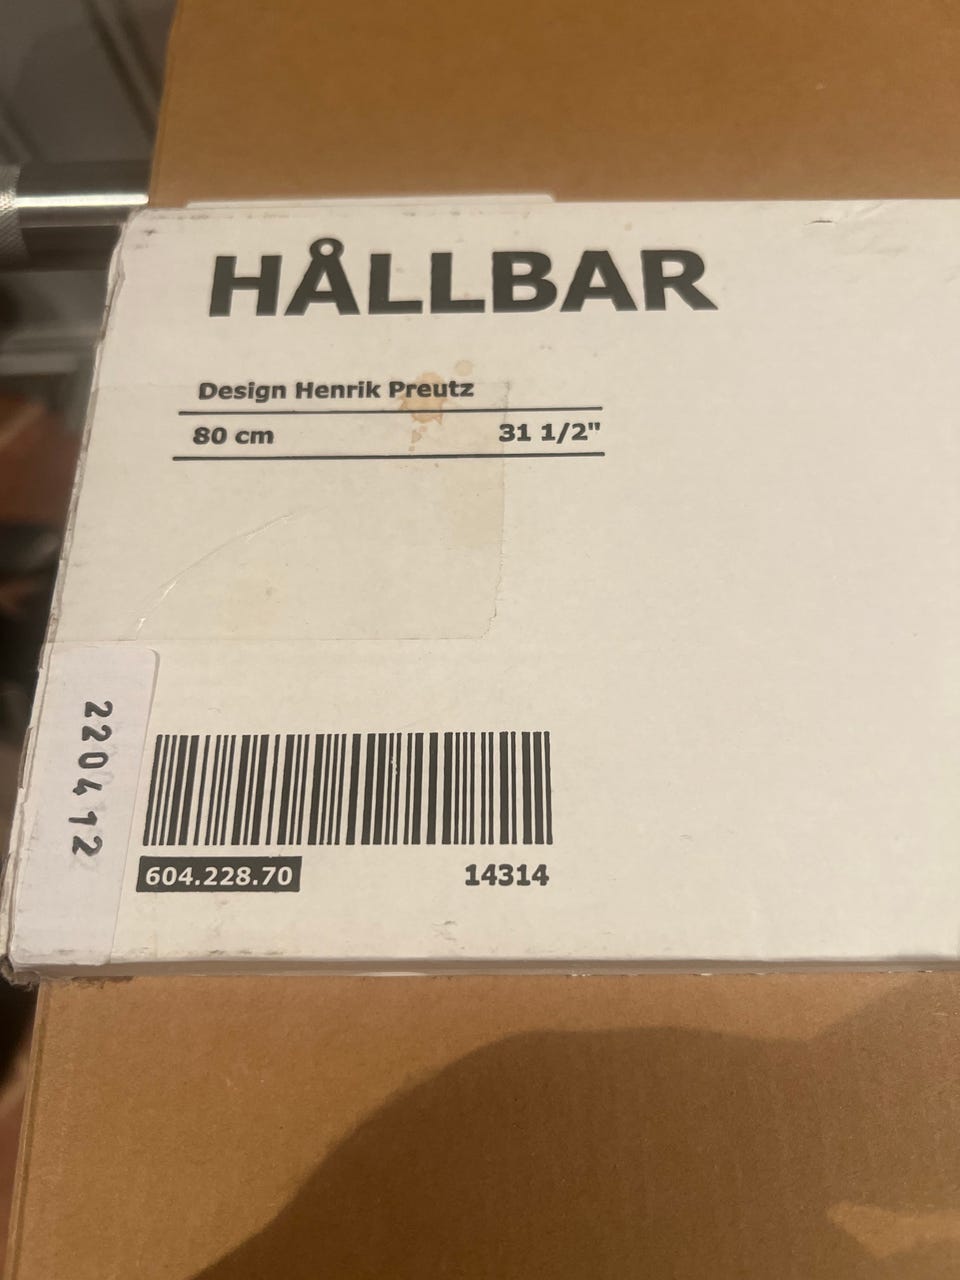 HÅLLBAR
Design Henrik Preutz
80 cm 31 1/2"
220412
604.228.70 14314